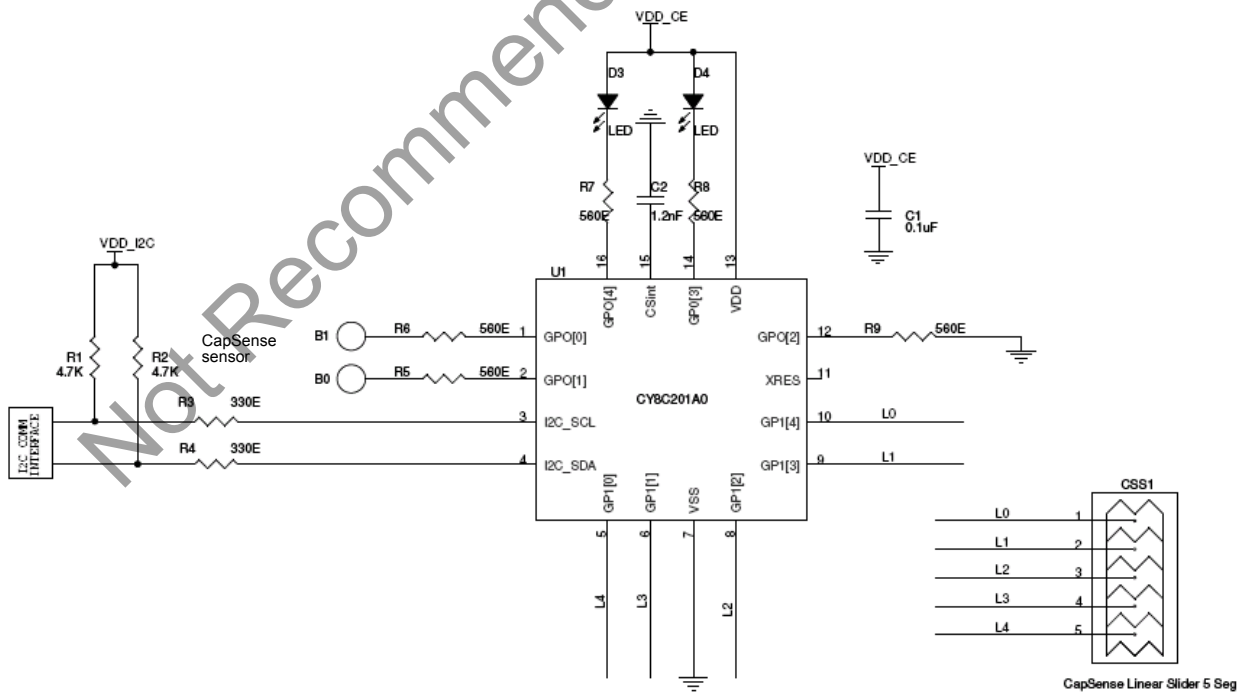 Not Recommen
VDD_CE
D3
D4
LED
LED
R7
560E
C2
1.2nF
R8
560E
VDD_CE
C1
0.1uF
VDD_I2C
R1
4.7K
R2
4.7K
CapSense
sensor
I2C COMM
INTERFACE
R3 330E
R4 330E
B1 R6 560E
B0 R5 560E
U1
CY8C201A0
16 GPO[4]
15 CSint
14 GP0[3]
13 VDD
1 GPO[0]
2 GPO[1]
3 I2C_SCL
4 I2C_SDA
GPO[2] 12
R9 560E
XRES 11
GP1[4] 10 L0
GP1[3] 9 L1
GP1[0] 5 L4
GP1[1] 6 L3
VSS 7
GP1[2] 8 L2
CSS1
L0 1
L1 2
L2 3
L3 4
L4 5
CapSense Linear Slider 5 Seg